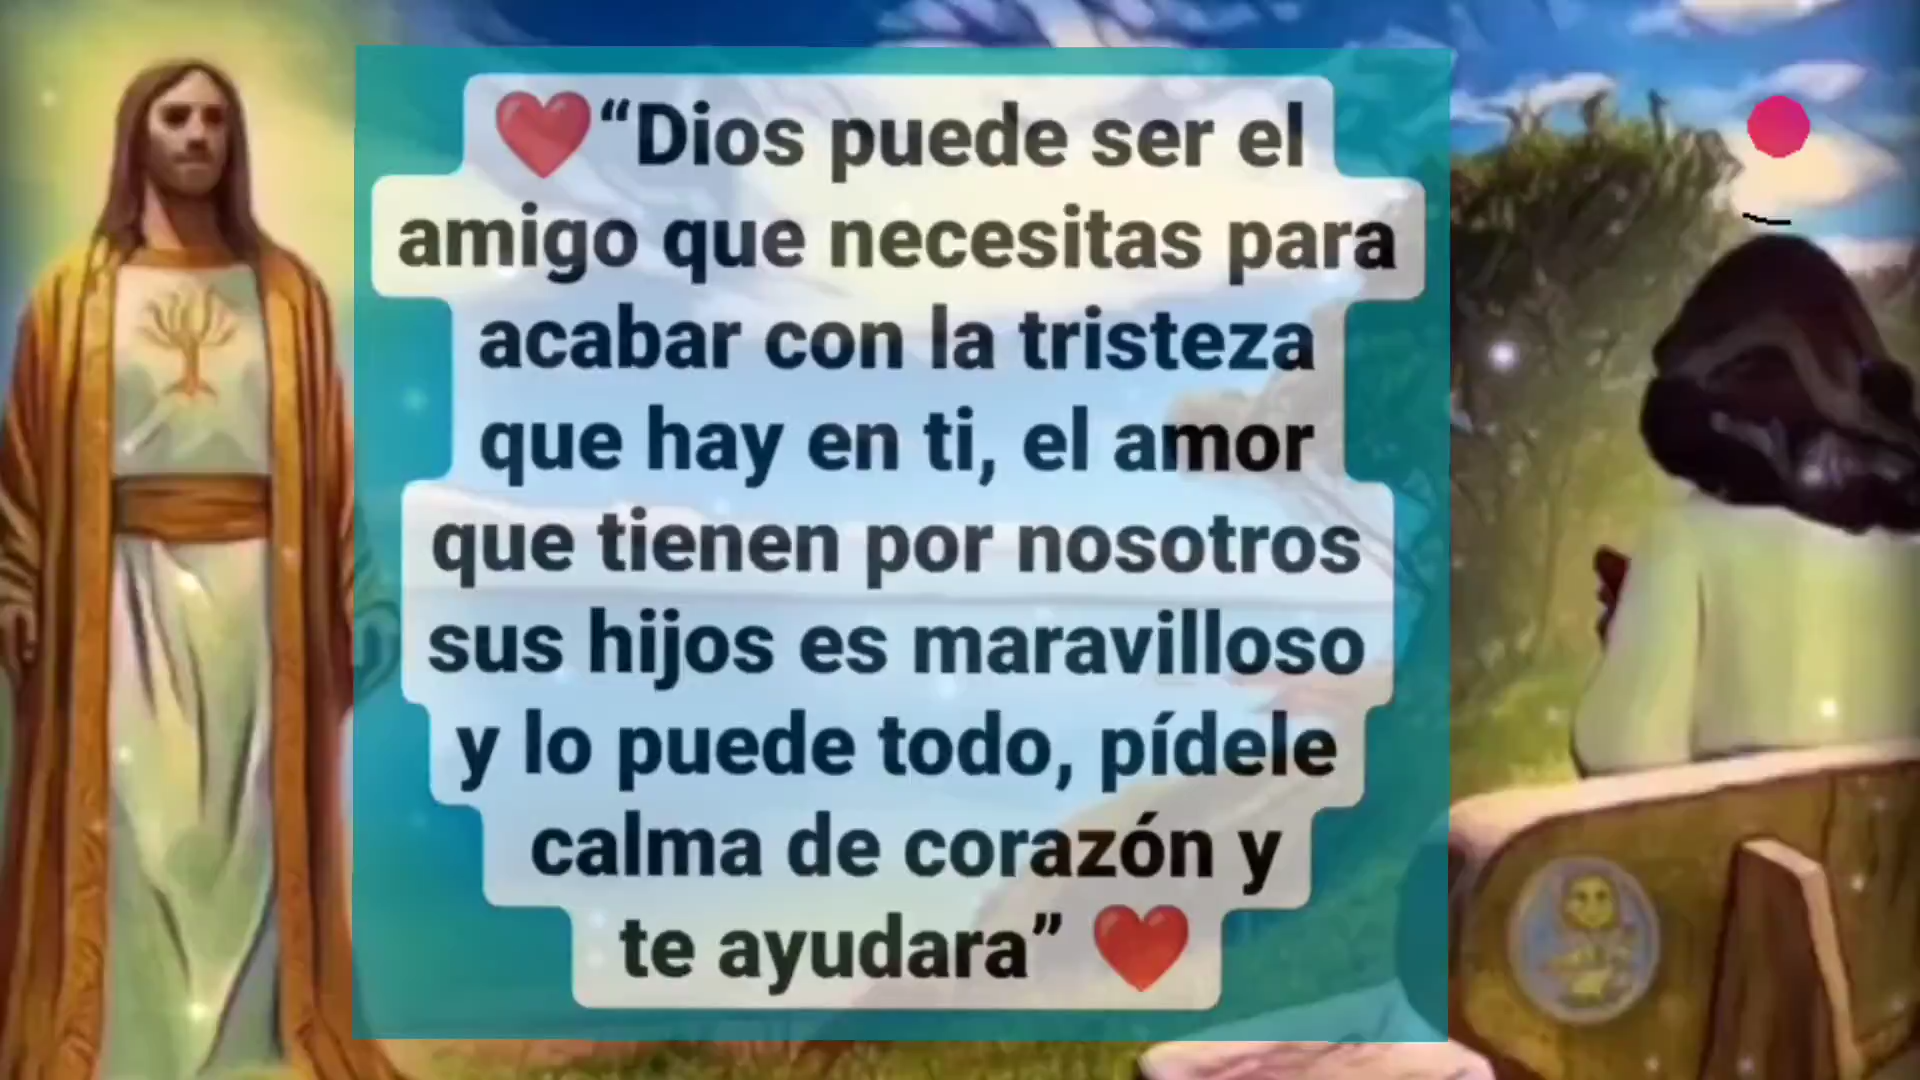 ❤️“Dios puede ser el
amigo que necesitas para
acabar con la tristeza
que hay en ti, el amor
que tienen por nosotros
sus hijos es maravilloso
y lo puede todo, pídele
calma de corazón y
te ayudara” ❤️